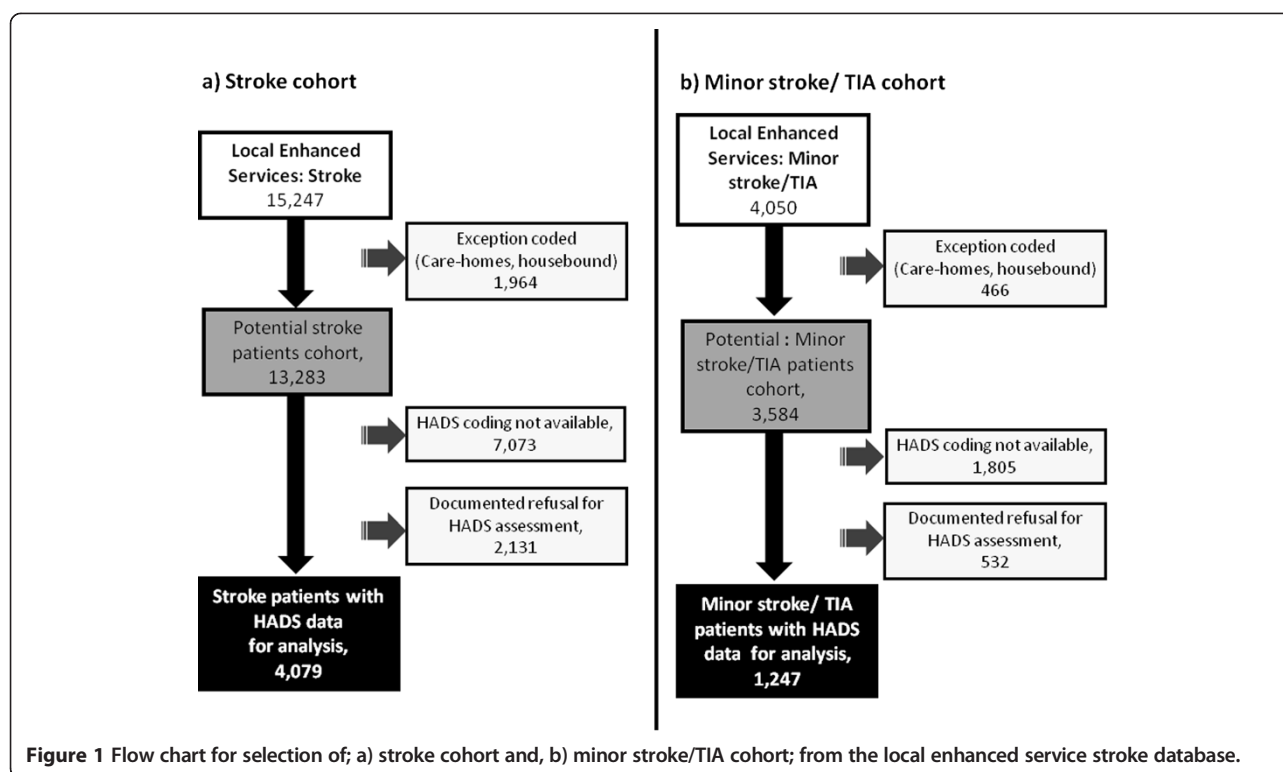 a) Stroke cohort
Local Enhanced
Services: Stroke
15,247
Exception coded
(Care-homes, housebound)
1,964
Potential stroke
patients cohort,
13,283
HADS coding not available,
7,073
Documented refusal for
HADS assessment,
2,131
Stroke patients with
HADS data
for analysis,
4,079
b) Minor stroke/ TIA cohort
Local Enhanced
Services: Minor
stroke/TIA
4,050
Exception coded
(Care-homes, housebound)
466
Potential : Minor
stroke/TIA patients
cohort,
3,584
HADS coding not available,
1,805
Documented refusal for
HADS assessment,
532
Minor stroke/ TIA
patients with HADS
data for analysis,
1,247
Figure 1 Flow chart for selection of; a) stroke cohort and, b) minor stroke/TIA cohort; from the local enhanced service stroke database.